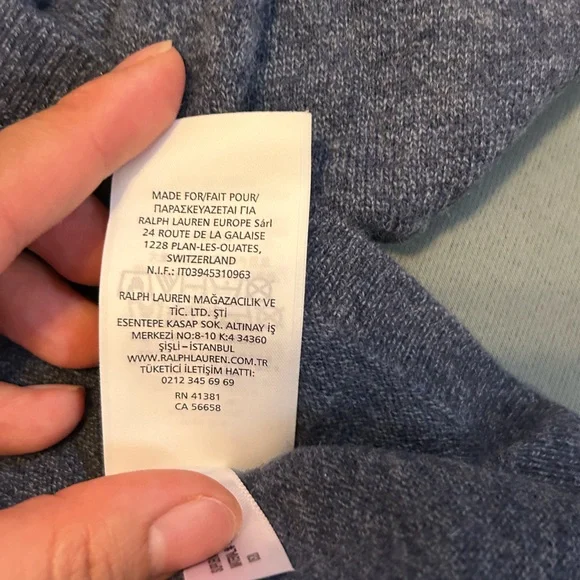 MADE FOR/FAIT POUR/
ΠΑΡΑΣΚΕΥΑΖΕΤΑΙ ΓΙΑ
RALPH LAUREN EUROPE Sárl
24 ROUTE DE LA GALAISE
1228 PLAN-LES-OUATES,
SWITZERLAND
N.I.F.: IT03945310963
RALPH LAUREN MAĞAZACILIK VE
TİC. LTD. ŞTİ
ESENTEPE KASAP SOK. ALTINAY İŞ
MERKEZİ NO:8-10 K:4 34360
ŞİŞLİ – İSTANBUL
WWW.RALPHLAUREN.COM.TR
TÜKETİCİ İLETİŞİM HATTI:
0212 345 69 69
RN 41381
CA 56658